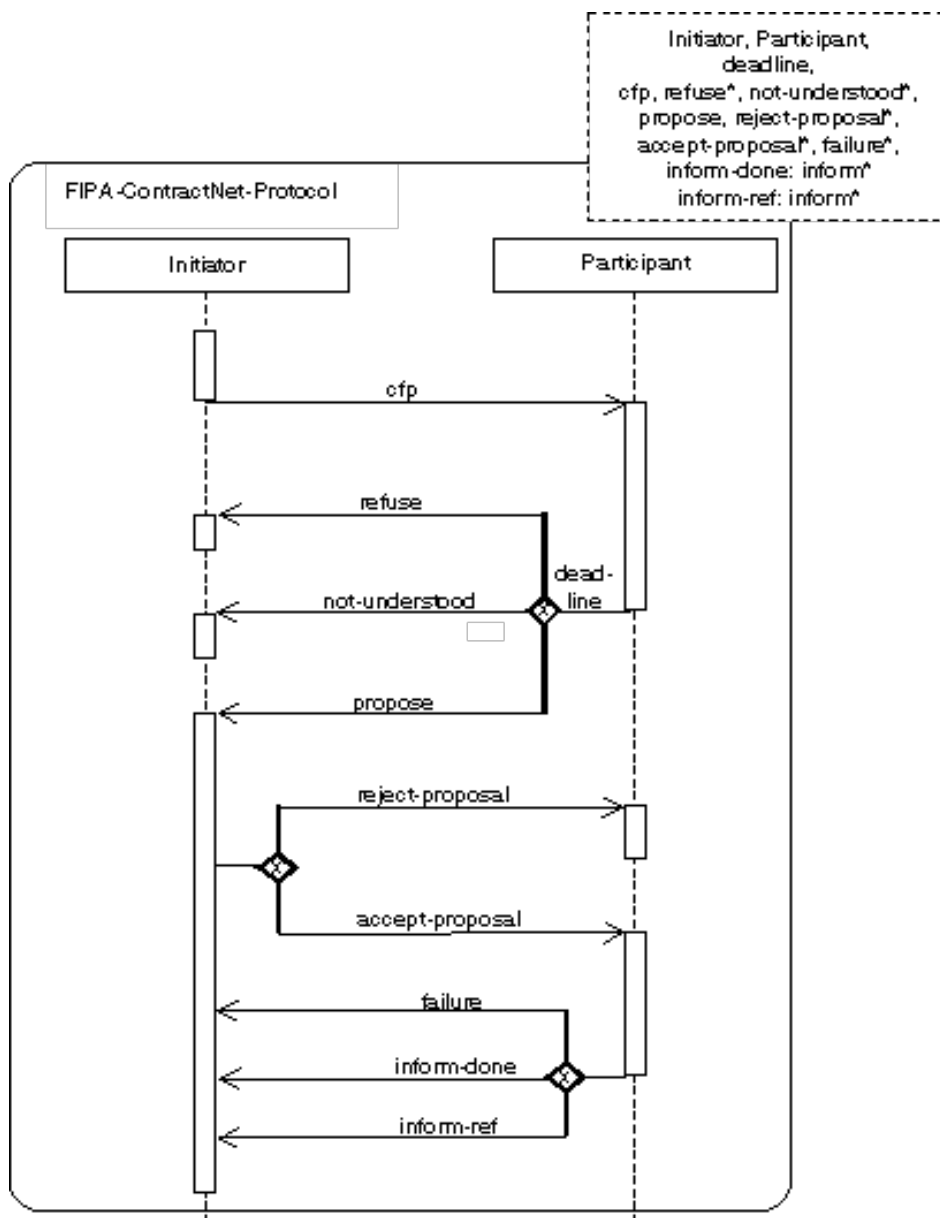 Initiator, Participant,
deadline,
cfp, refuse*, not-understood*,
propose, reject-proposal*,
accept-proposal*, failure*,
inform-done: inform*
inform-ref: inform*
FIPA-ContractNet-Protocol
Initiator
Participant
cfp
refuse
dead-
line
not-understood
x
propose
reject-proposal
x
accept-proposal
failure
inform-done
x
inform-ref